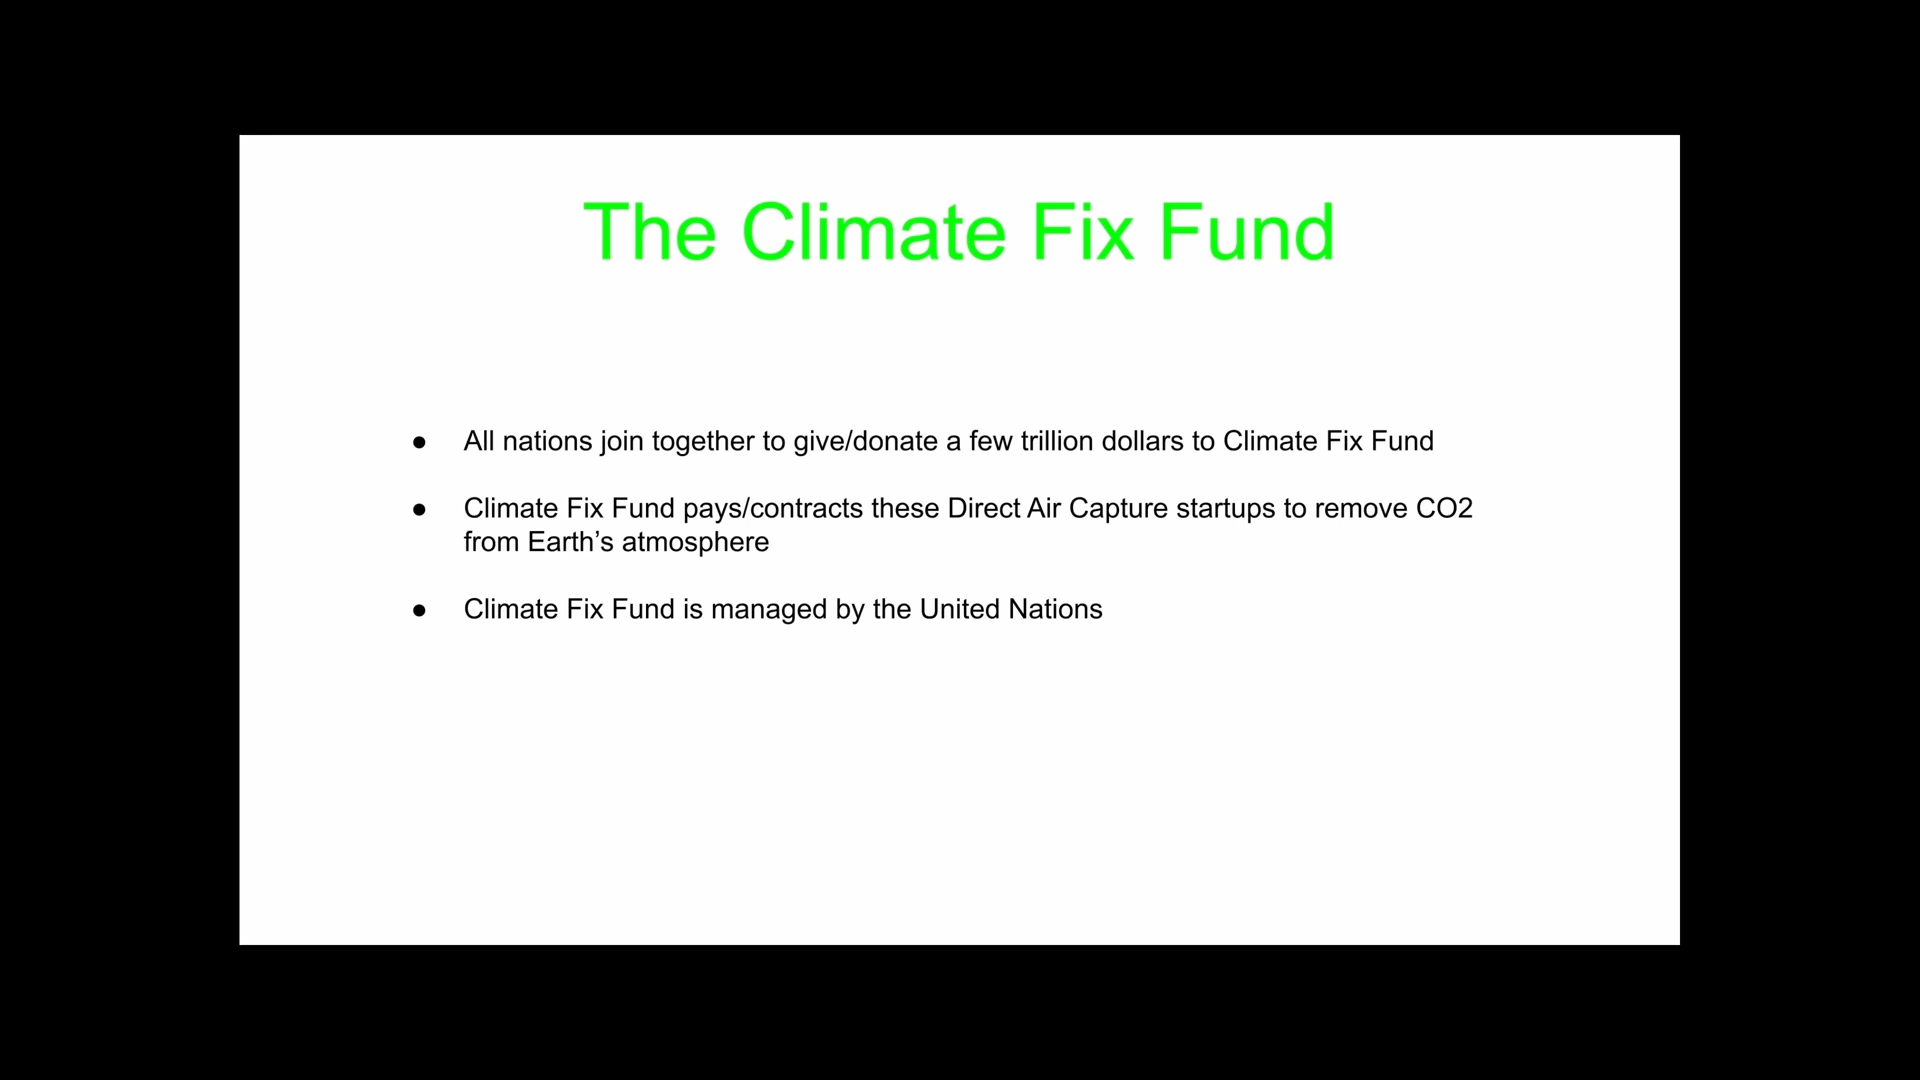 The Climate Fix Fund
● All nations join together to give/donate a few trillion dollars to Climate Fix Fund
● Climate Fix Fund pays/contracts these Direct Air Capture startups to remove CO2
from Earth’s atmosphere
● Climate Fix Fund is managed by the United Nations